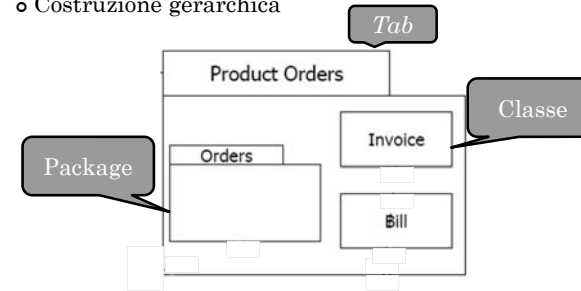 Costruzione gerarchica
Tab
Product Orders
Classe
Invoice
Orders
Package
Bill